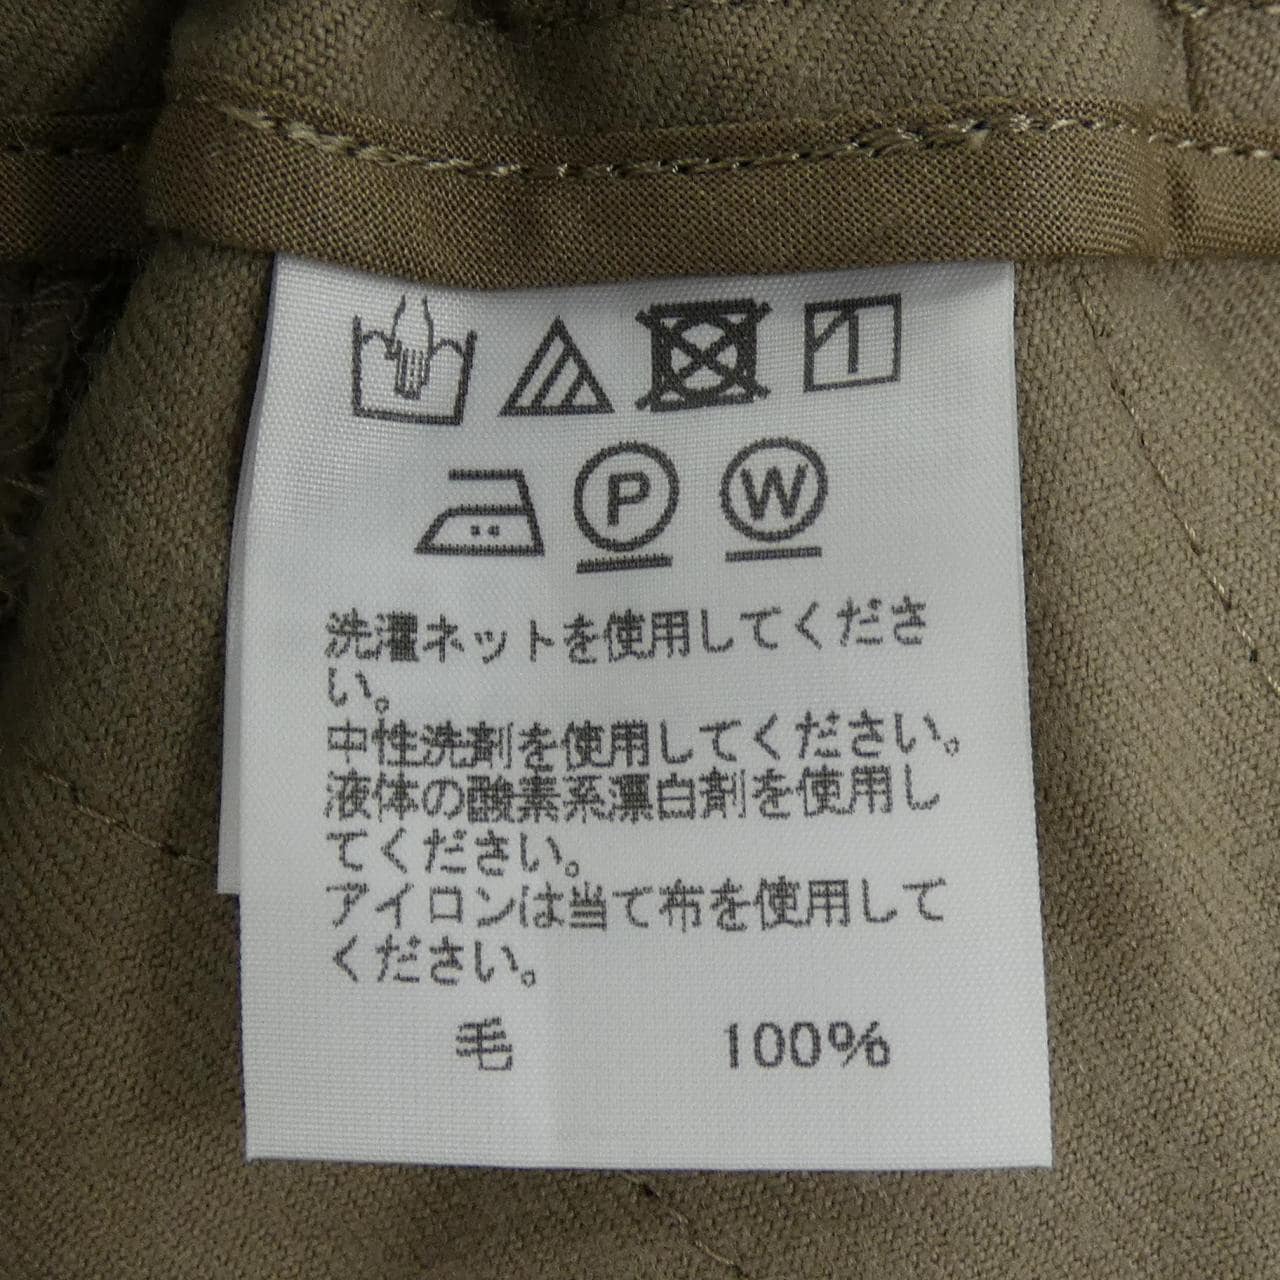 P W
洗濯ネットを使用してくださ
い。
中性洗剤を使用してください。
液体の酸素系漂白剤を使用し
てください。
アイロンは当て布を使用して
ください。
毛 100%